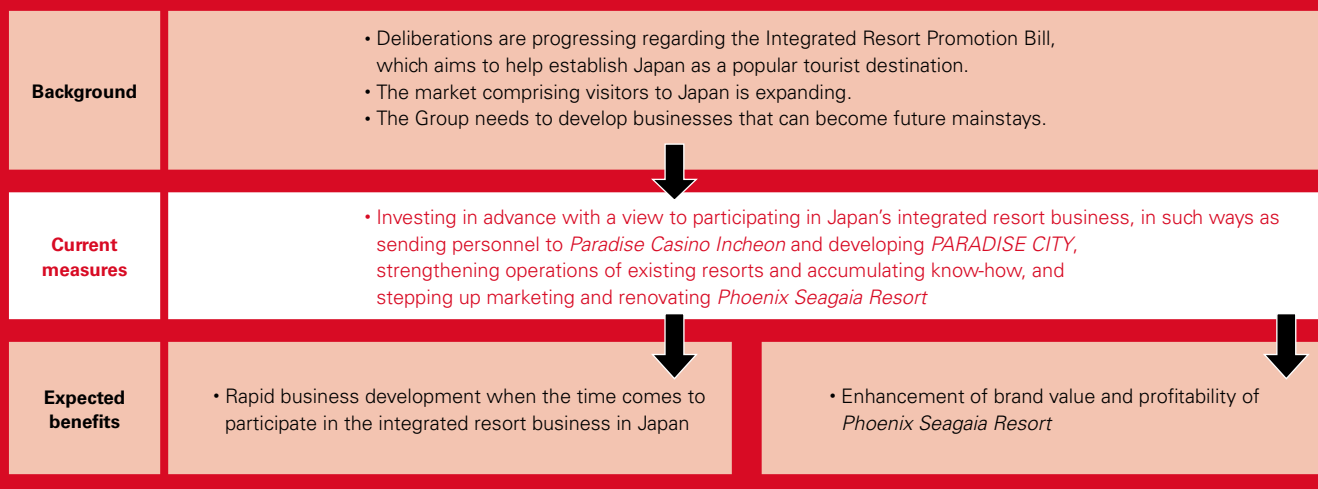 Background
• Deliberations are progressing regarding the Integrated Resort Promotion Bill,
which aims to help establish Japan as a popular tourist destination.
• The market comprising visitors to Japan is expanding.
• The Group needs to develop businesses that can become future mainstays.
Current
measures
• Investing in advance with a view to participating in Japan’s integrated resort business, in such ways as
sending personnel to Paradise Casino Incheon and developing PARADISE CITY,
strengthening operations of existing resorts and accumulating know-how, and
stepping up marketing and renovating Phoenix Seagaia Resort
Expected
benefits
• Rapid business development when the time comes to
participate in the integrated resort business in Japan
• Enhancement of brand value and profitability of
Phoenix Seagaia Resort